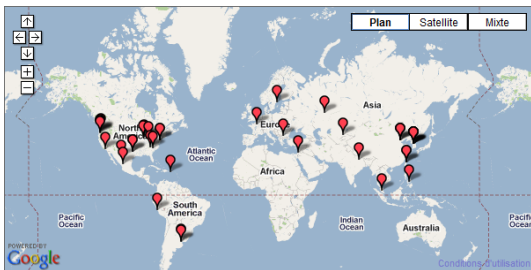 Plan Satellite Mixte
North
America
Europe
Asia
Atlantic
Ocean
Africa
South
America
Pacific
Ocean
Indian
Ocean
Australia
Pacific
Ocean
POWERED BY
Google
Conditions d'utilisation